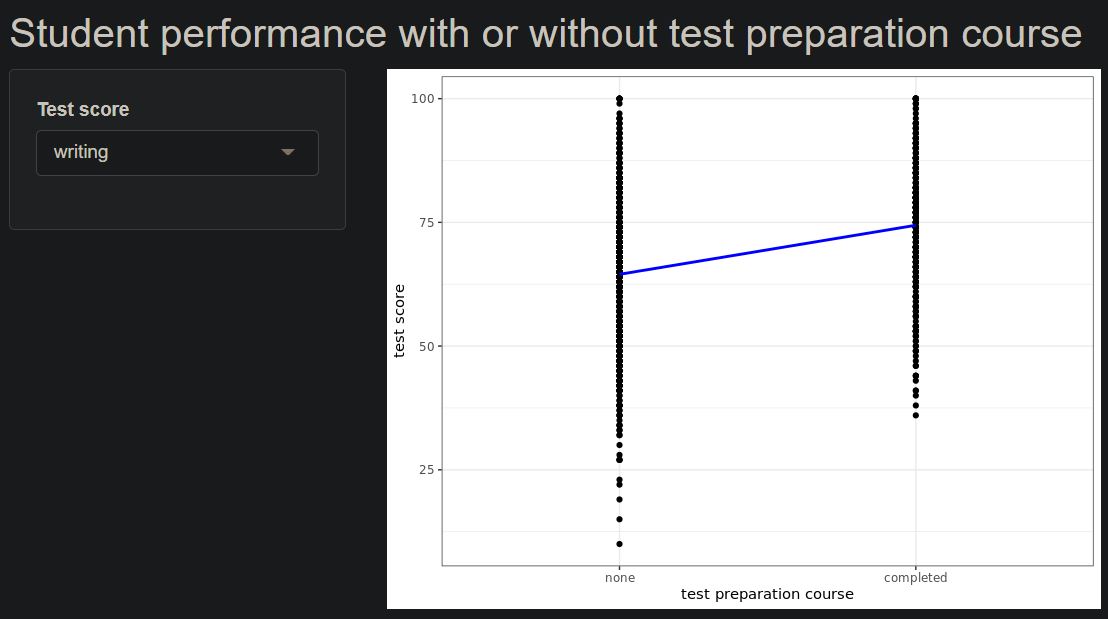 Student performance with or without test preparation course
Test score
writing
100
75
50
25
test score
none
completed
test preparation course